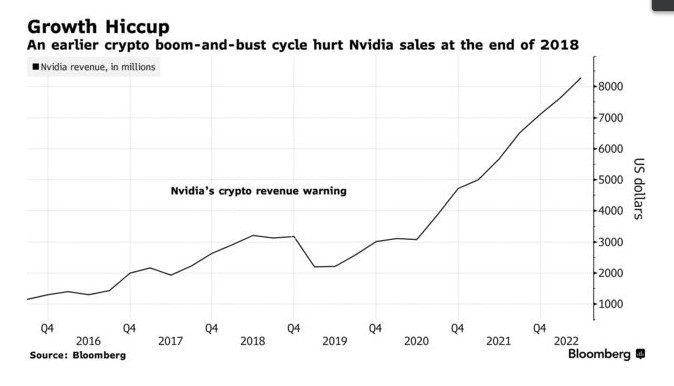 Growth Hiccup
An earlier crypto boom-and-bust cycle hurt Nvidia sales at the end of 2018
Nvidia revenue, in millions
8000
7000
6000
5000
4000
3000
2000
1000
US dollars
Nvidia's crypto revenue warning
Q4 Q4 Q4 Q4 Q4 Q4 Q4
2016 2017 2018 2019 2020 2021 2022
Source: Bloomberg
Bloomberg